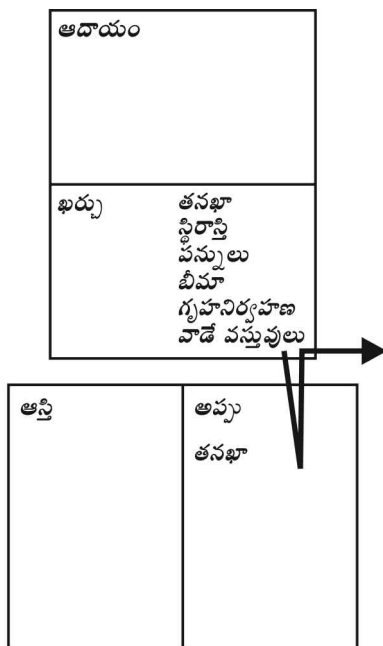 ఆదాయం
ఖర్చు తనఖా
స్థిరాస్తి
పన్నులు
బీమా
గృహనిర్వహణ
వాడే వస్తువులు
ఆస్తి అప్పు
తనఖా